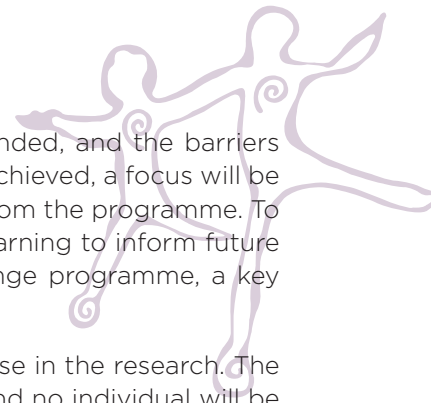 nded, and the barriers
chieved, a focus will be
om the programme. To
arning to inform future
nge programme, a key
se in the research. The
nd no individual will be